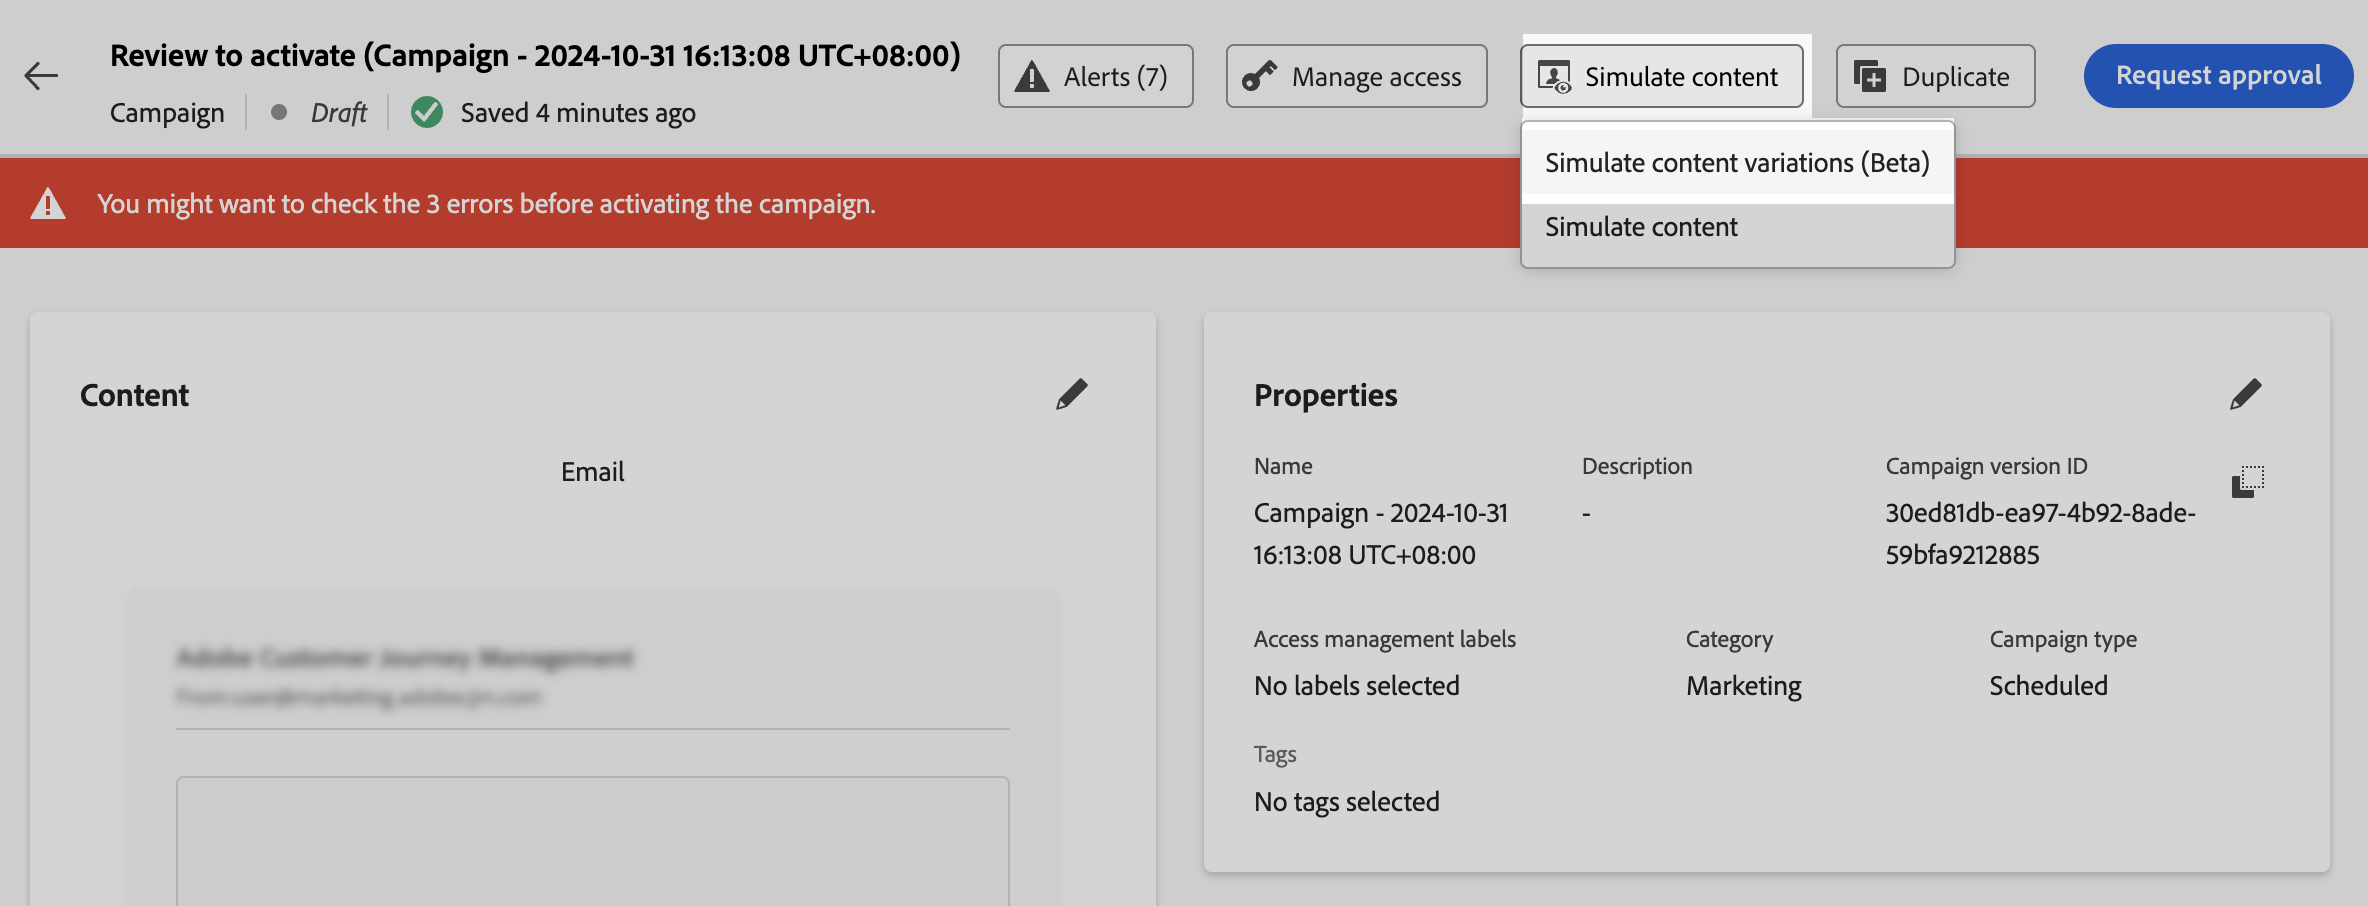 Review to activate (Campaign - 2024-10-31 16:13:08 UTC+08:00)
Campaign
Draft
Saved 4 minutes ago
Alerts (7)
Manage access
Simulate content
Duplicate
Request approval
Simulate content variations (Beta)
Simulate content
You might want to check the 3 errors before activating the campaign.
Content
Email
Adobe Customer Journey Management
Properties
Name
Campaign - 2024-10-31
16:13:08 UTC+08:00
Description
-
Campaign version ID
30ed81db-ea97-4b92-8ade-
59bfa9212885
Access management labels
No labels selected
Category
Marketing
Campaign type
Scheduled
Tags
No tags selected